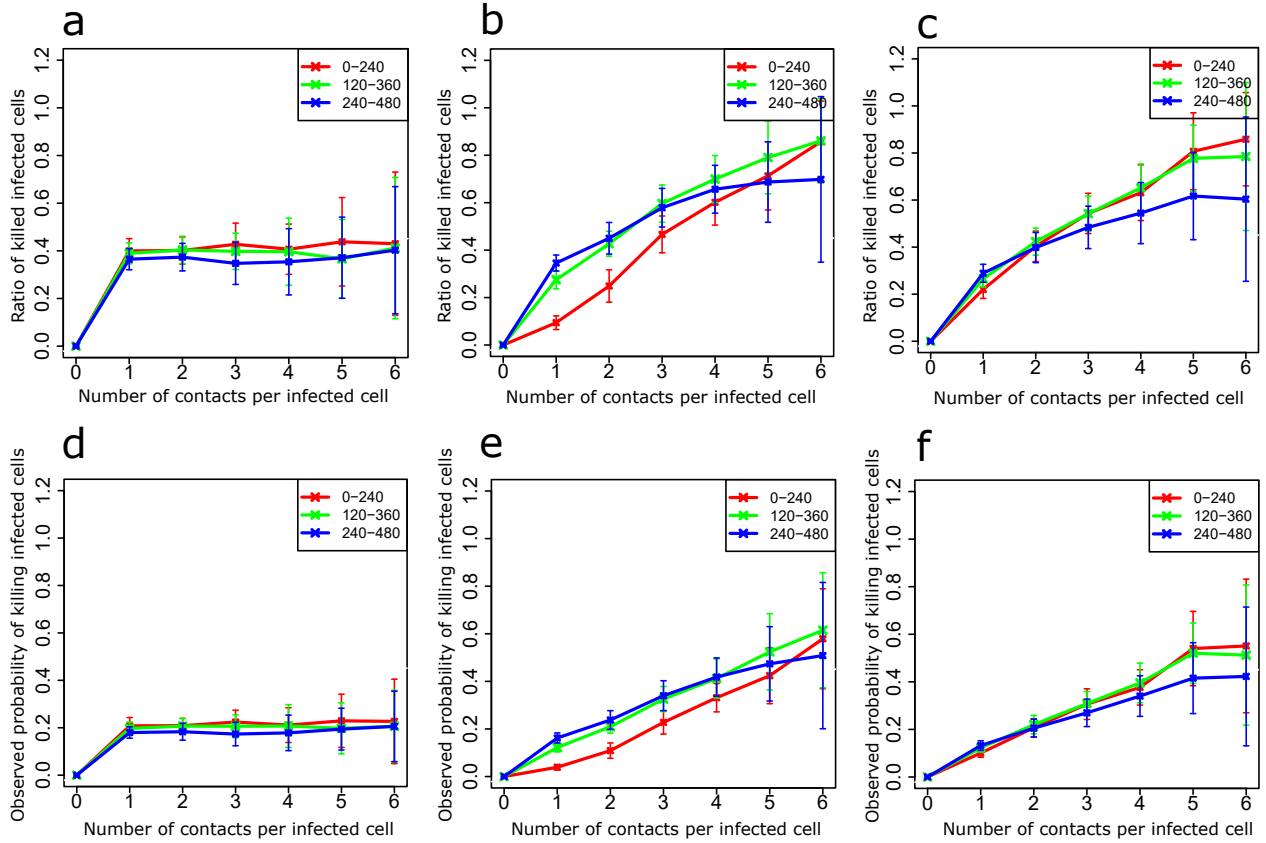 a
Ratio of killed infected cells
0.0 0.2 0.4 0.6 0.8 1.0 1.2
0−240
120−360
240−480
0 1 2 3 4 5 6
Number of contacts per infected cell
b
Ratio of killed infected cells
0.0 0.2 0.4 0.6 0.8 1.0 1.2
0−240
120−360
240−480
0 1 2 3 4 5 6
Number of contacts per infected cell
c
Ratio of killed infected cells
0.0 0.2 0.4 0.6 0.8 1.0 1.2
0−240
120−360
240−480
0 1 2 3 4 5 6
Number of contacts per infected cell
d
Observed probability of killing infected cells
0.0 0.2 0.4 0.6 0.8 1.0 1.2
0−240
120−360
240−480
0 1 2 3 4 5 6
Number of contacts per infected cell
e
Observed probability of killing infected cells
0.0 0.2 0.4 0.6 0.8 1.0 1.2
0−240
120−360
240−480
0 1 2 3 4 5 6
Number of contacts per infected cell
f
Observed probability of killing infected cells
0.0 0.2 0.4 0.6 0.8 1.0 1.2
0−240
120−360
240−480
0 1 2 3 4 5 6
Number of contacts per infected cell